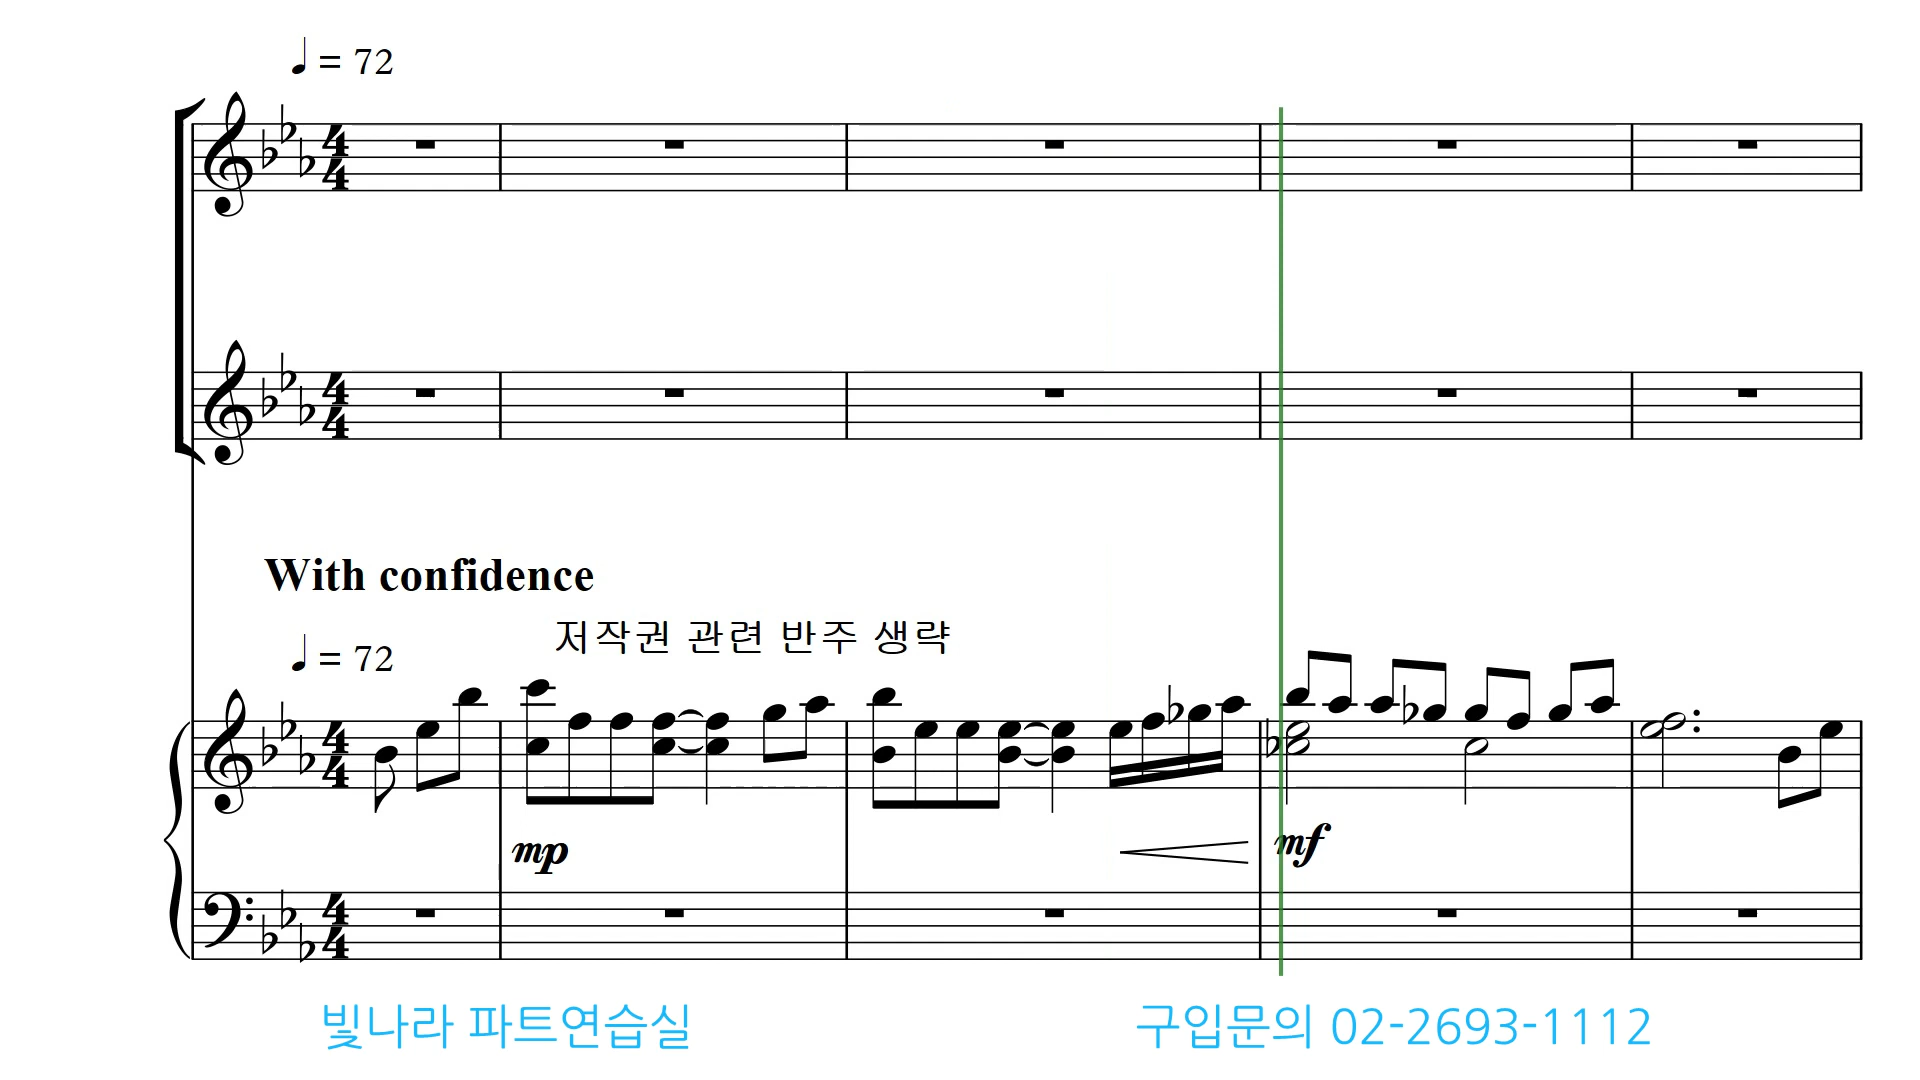 ♩ = 72
With confidence
저작권 관련 반주 생략
♩ = 72
mp
mf
빛나라 파트연습실
구입문의 02-2693-1112